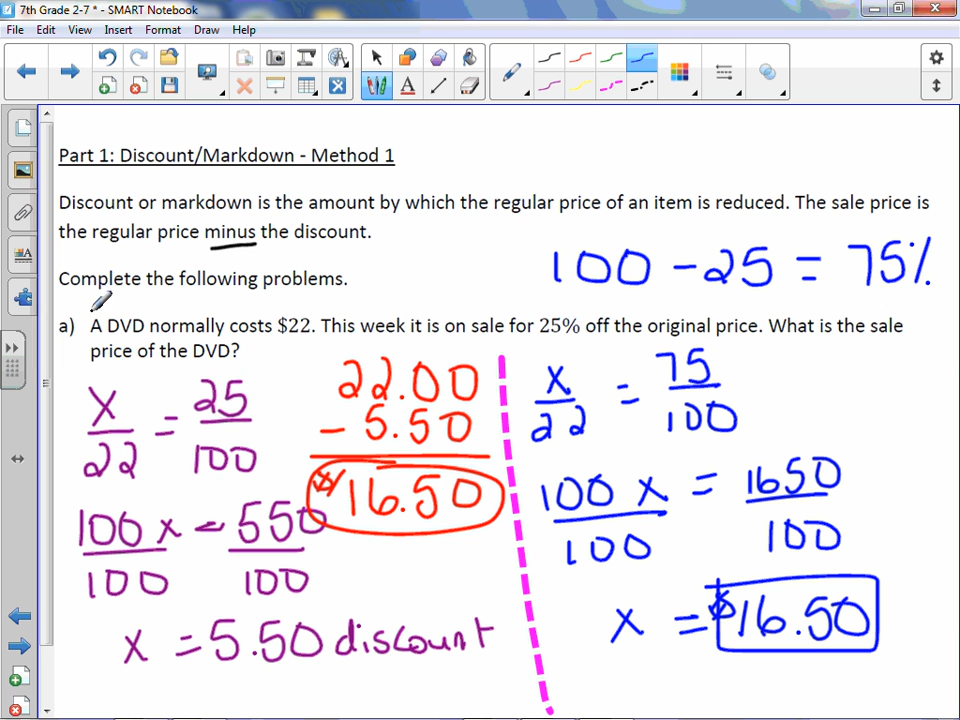 7th Grade 2-7 * - SMART Notebook
File Edit View Insert Format Draw Help
Part 1: Discount/Markdown - Method 1
Discount or markdown is the amount by which the regular price of an item is reduced. The sale price is
the regular price minus the discount.
100 - 25 = 75%
Complete the following problems.
a) A DVD normally costs $22. This week it is on sale for 25% off the original price. What is the sale
price of the DVD?
x/22 = 25/100
100x = 550
100 100
x = 5.50 discount
22.00
- 5.50
$16.50
x/22 = 75/100
100x = 1650
100 100
x = $16.50